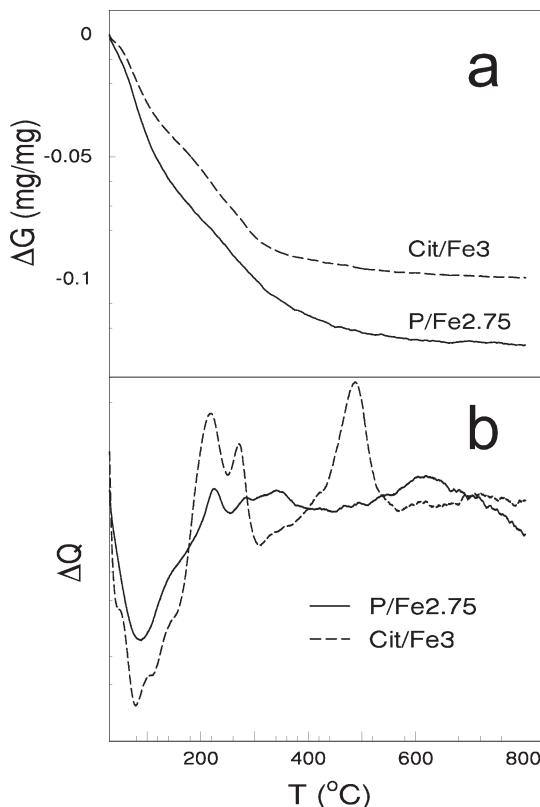 0
a
-0.05
ΔG (mg/mg)
Cit/Fe3
-0.1
P/Fe2.75
b
ΔQ
P/Fe2.75
Cit/Fe3
200 400 600 800
T (°C)